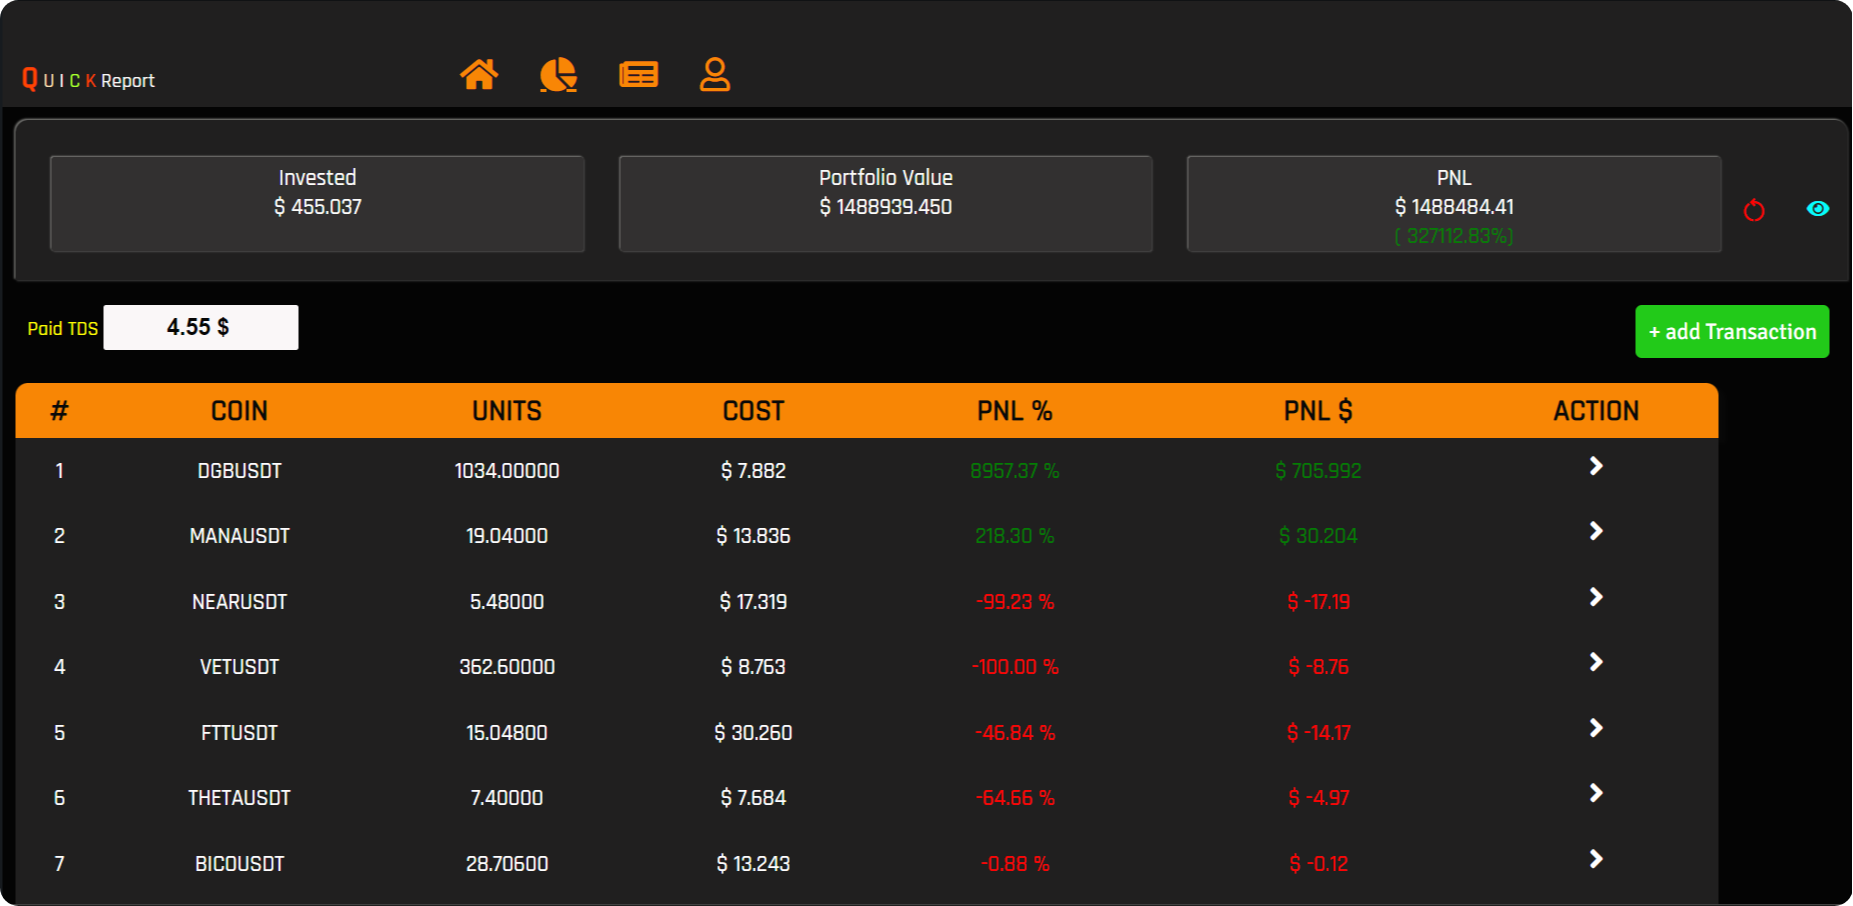 QUICK Report
Invested
$ 455.037
Portfolio Value
$ 1488939.450
PNL
$ 1488484.41
( 327112.83%)
Paid TDS 4.55 $
+ add Transaction
# COIN UNITS COST PNL % PNL $ ACTION
1 DGBUSDT 1034.00000 $ 7.882 8957.37 % $ 705.992
2 MANAUSDT 19.04000 $ 13.836 218.30 % $ 30.204
3 NEARUSDT 5.48000 $ 17.319 -99.23 % $ -17.19
4 VETUSDT 362.60000 $ 8.763 -100.00 % $ -8.76
5 FTTUSDT 15.04800 $ 30.260 -46.84 % $ -14.17
6 THETAUSDT 7.40000 $ 7.684 -64.66 % $ -4.97
7 BICOUSDT 28.70600 $ 13.243 -0.88 % $ -0.12